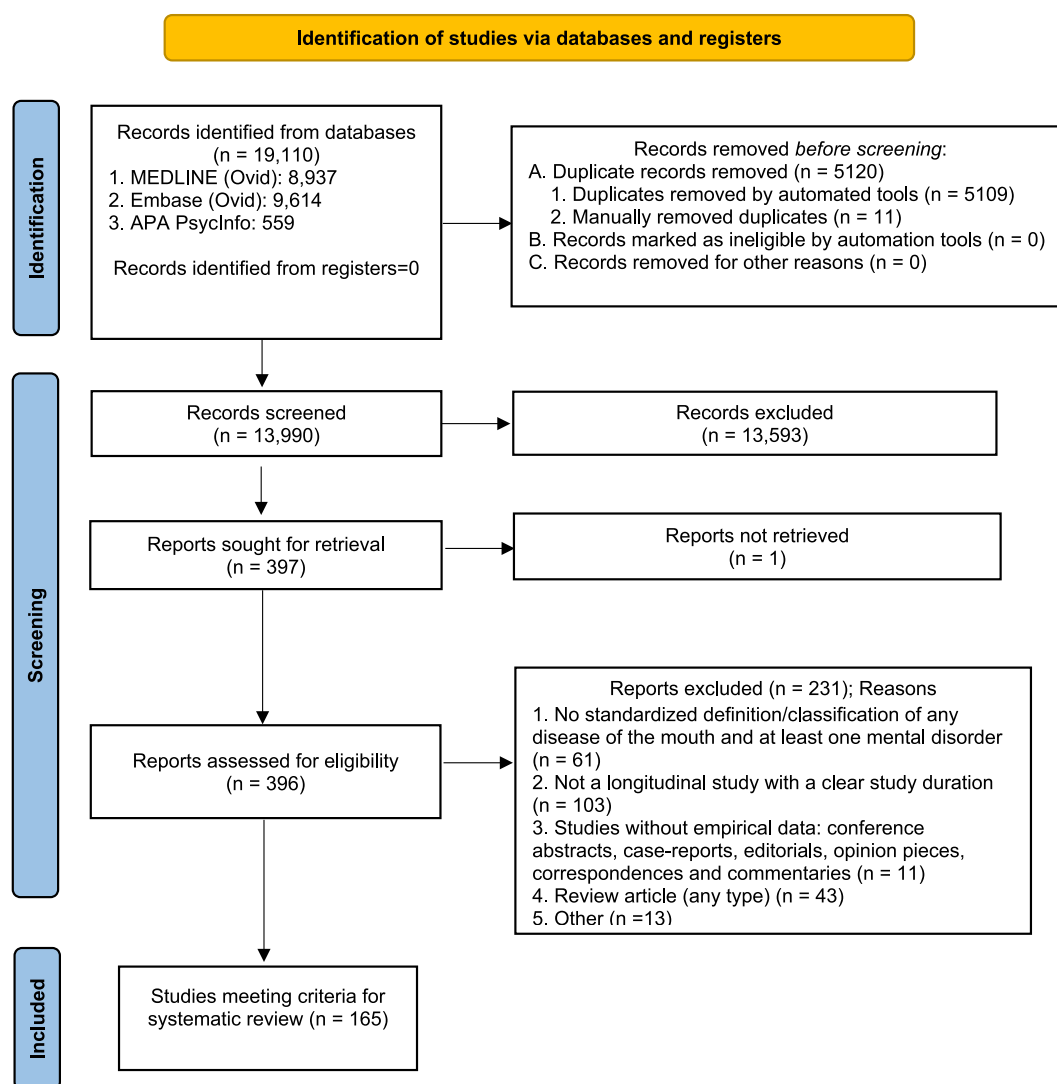 Identification of studies via databases and registers
Identification
Records identified from databases
(n = 19,110)
1. MEDLINE (Ovid): 8,937
2. Embase (Ovid): 9,614
3. APA PsycInfo: 559
Records identified from registers=0
Records removed before screening:
A. Duplicate records removed (n = 5120)
1. Duplicates removed by automated tools (n = 5109)
2. Manually removed duplicates (n = 11)
B. Records marked as ineligible by automation tools (n = 0)
C. Records removed for other reasons (n = 0)
Screening
Records screened
(n = 13,990)
Records excluded
(n = 13,593)
Reports sought for retrieval
(n = 397)
Reports not retrieved
(n = 1)
Reports assessed for eligibility
(n = 396)
Reports excluded (n = 231); Reasons
1. No standardized definition/classification of any
disease of the mouth and at least one mental disorder
(n = 61)
2. Not a longitudinal study with a clear study duration
(n = 103)
3. Studies without empirical data: conference
abstracts, case-reports, editorials, opinion pieces,
correspondences and commentaries (n = 11)
4. Review article (any type) (n = 43)
5. Other (n =13)
Included
Studies meeting criteria for
systematic review (n = 165)